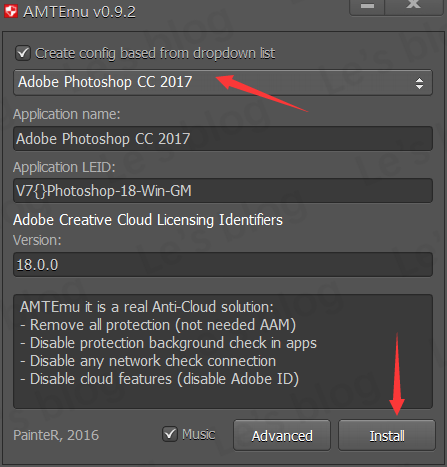 AMTEmu v0.9.2
Create config based from dropdown list
Adobe Photoshop CC 2017
Application name:
Adobe Photoshop CC 2017
Application LEID:
V7{}Photoshop-18-Win-GM
Adobe Creative Cloud Licensing Identifiers
Version:
18.0.0
AMTEmu it is a real Anti-Cloud solution:
- Remove all protection (not needed AAM)
- Disable protection background check in apps
- Disable any network check connection
- Disable cloud features (disable Adobe ID)
PainteR, 2016
Music
Advanced
Install
Le's blog